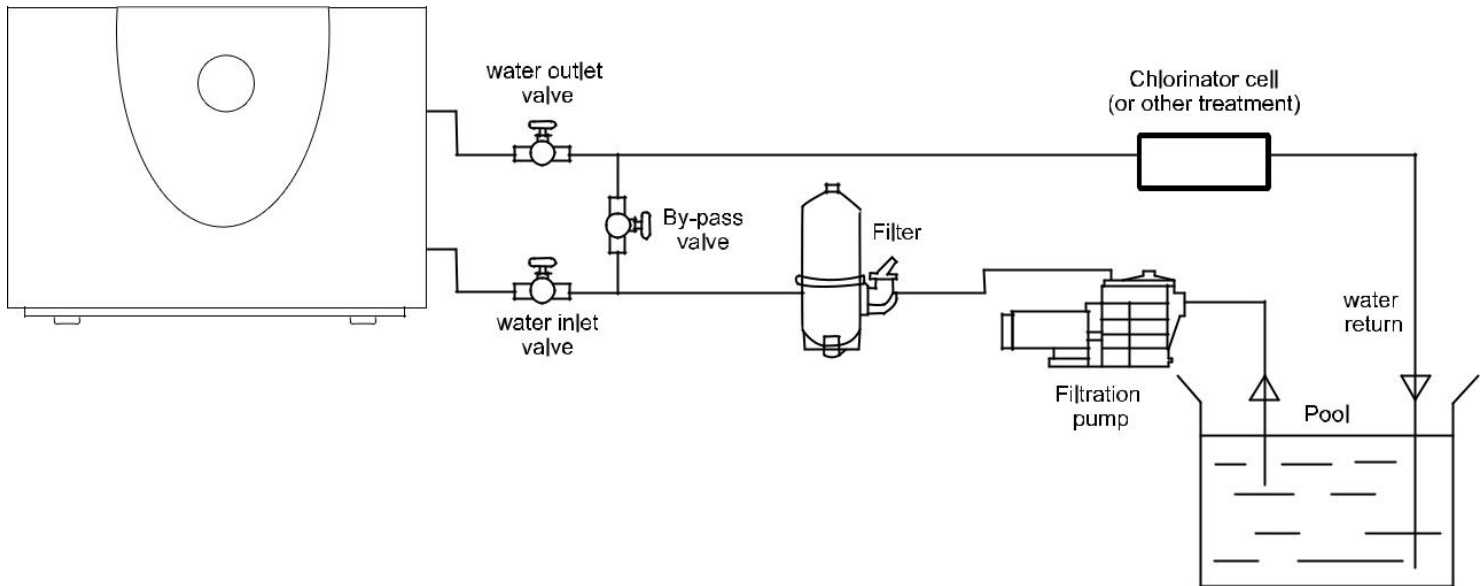 water outlet
valve
Chlorinator cell
(or other treatment)
By-pass
valve
Filter
water inlet
valve
water
return
Filtration
pump
Pool